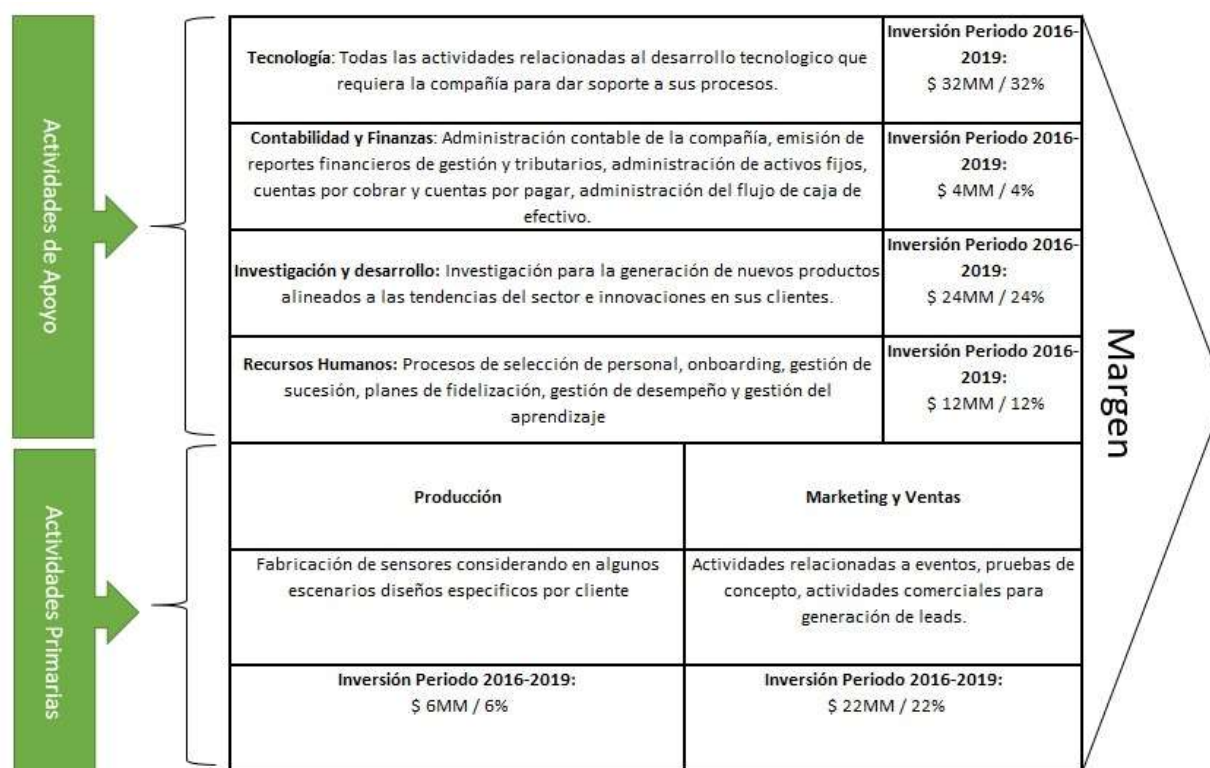 Actividades de Apoyo
Tecnología: Todas las actividades relacionadas al desarrollo tecnologico que
requiera la compañía para dar soporte a sus procesos.
Inversión Periodo 2016-
2019:
$ 32MM / 32%
Contabilidad y Finanzas: Administración contable de la compañía, emisión de
reportes financieros de gestión y tributarios, administración de activos fijos,
cuentas por cobrar y cuentas por pagar, administración del flujo de caja de
efectivo.
Inversión Periodo 2016-
2019:
$ 4MM / 4%
Investigación y desarrollo: Investigación para la generación de nuevos productos
alineados a las tendencias del sector e innovaciones en sus clientes.
Inversión Periodo 2016-
2019:
$ 24MM / 24%
Recursos Humanos: Procesos de selección de personal, onboarding, gestión de
sucesión, planes de fidelización, gestión de desempeño y gestión del
aprendizaje
Inversión Periodo 2016-
2019:
$ 12MM / 12%
Margen
Actividades Primarias
Producción
Marketing y Ventas
Fabricación de sensores considerando en algunos
escenarios diseños especificos por cliente
Actividades relacionadas a eventos, pruebas de
concepto, actividades comerciales para
generación de leads.
Inversión Periodo 2016-2019:
$ 6MM / 6%
Inversión Periodo 2016-2019:
$ 22MM / 22%